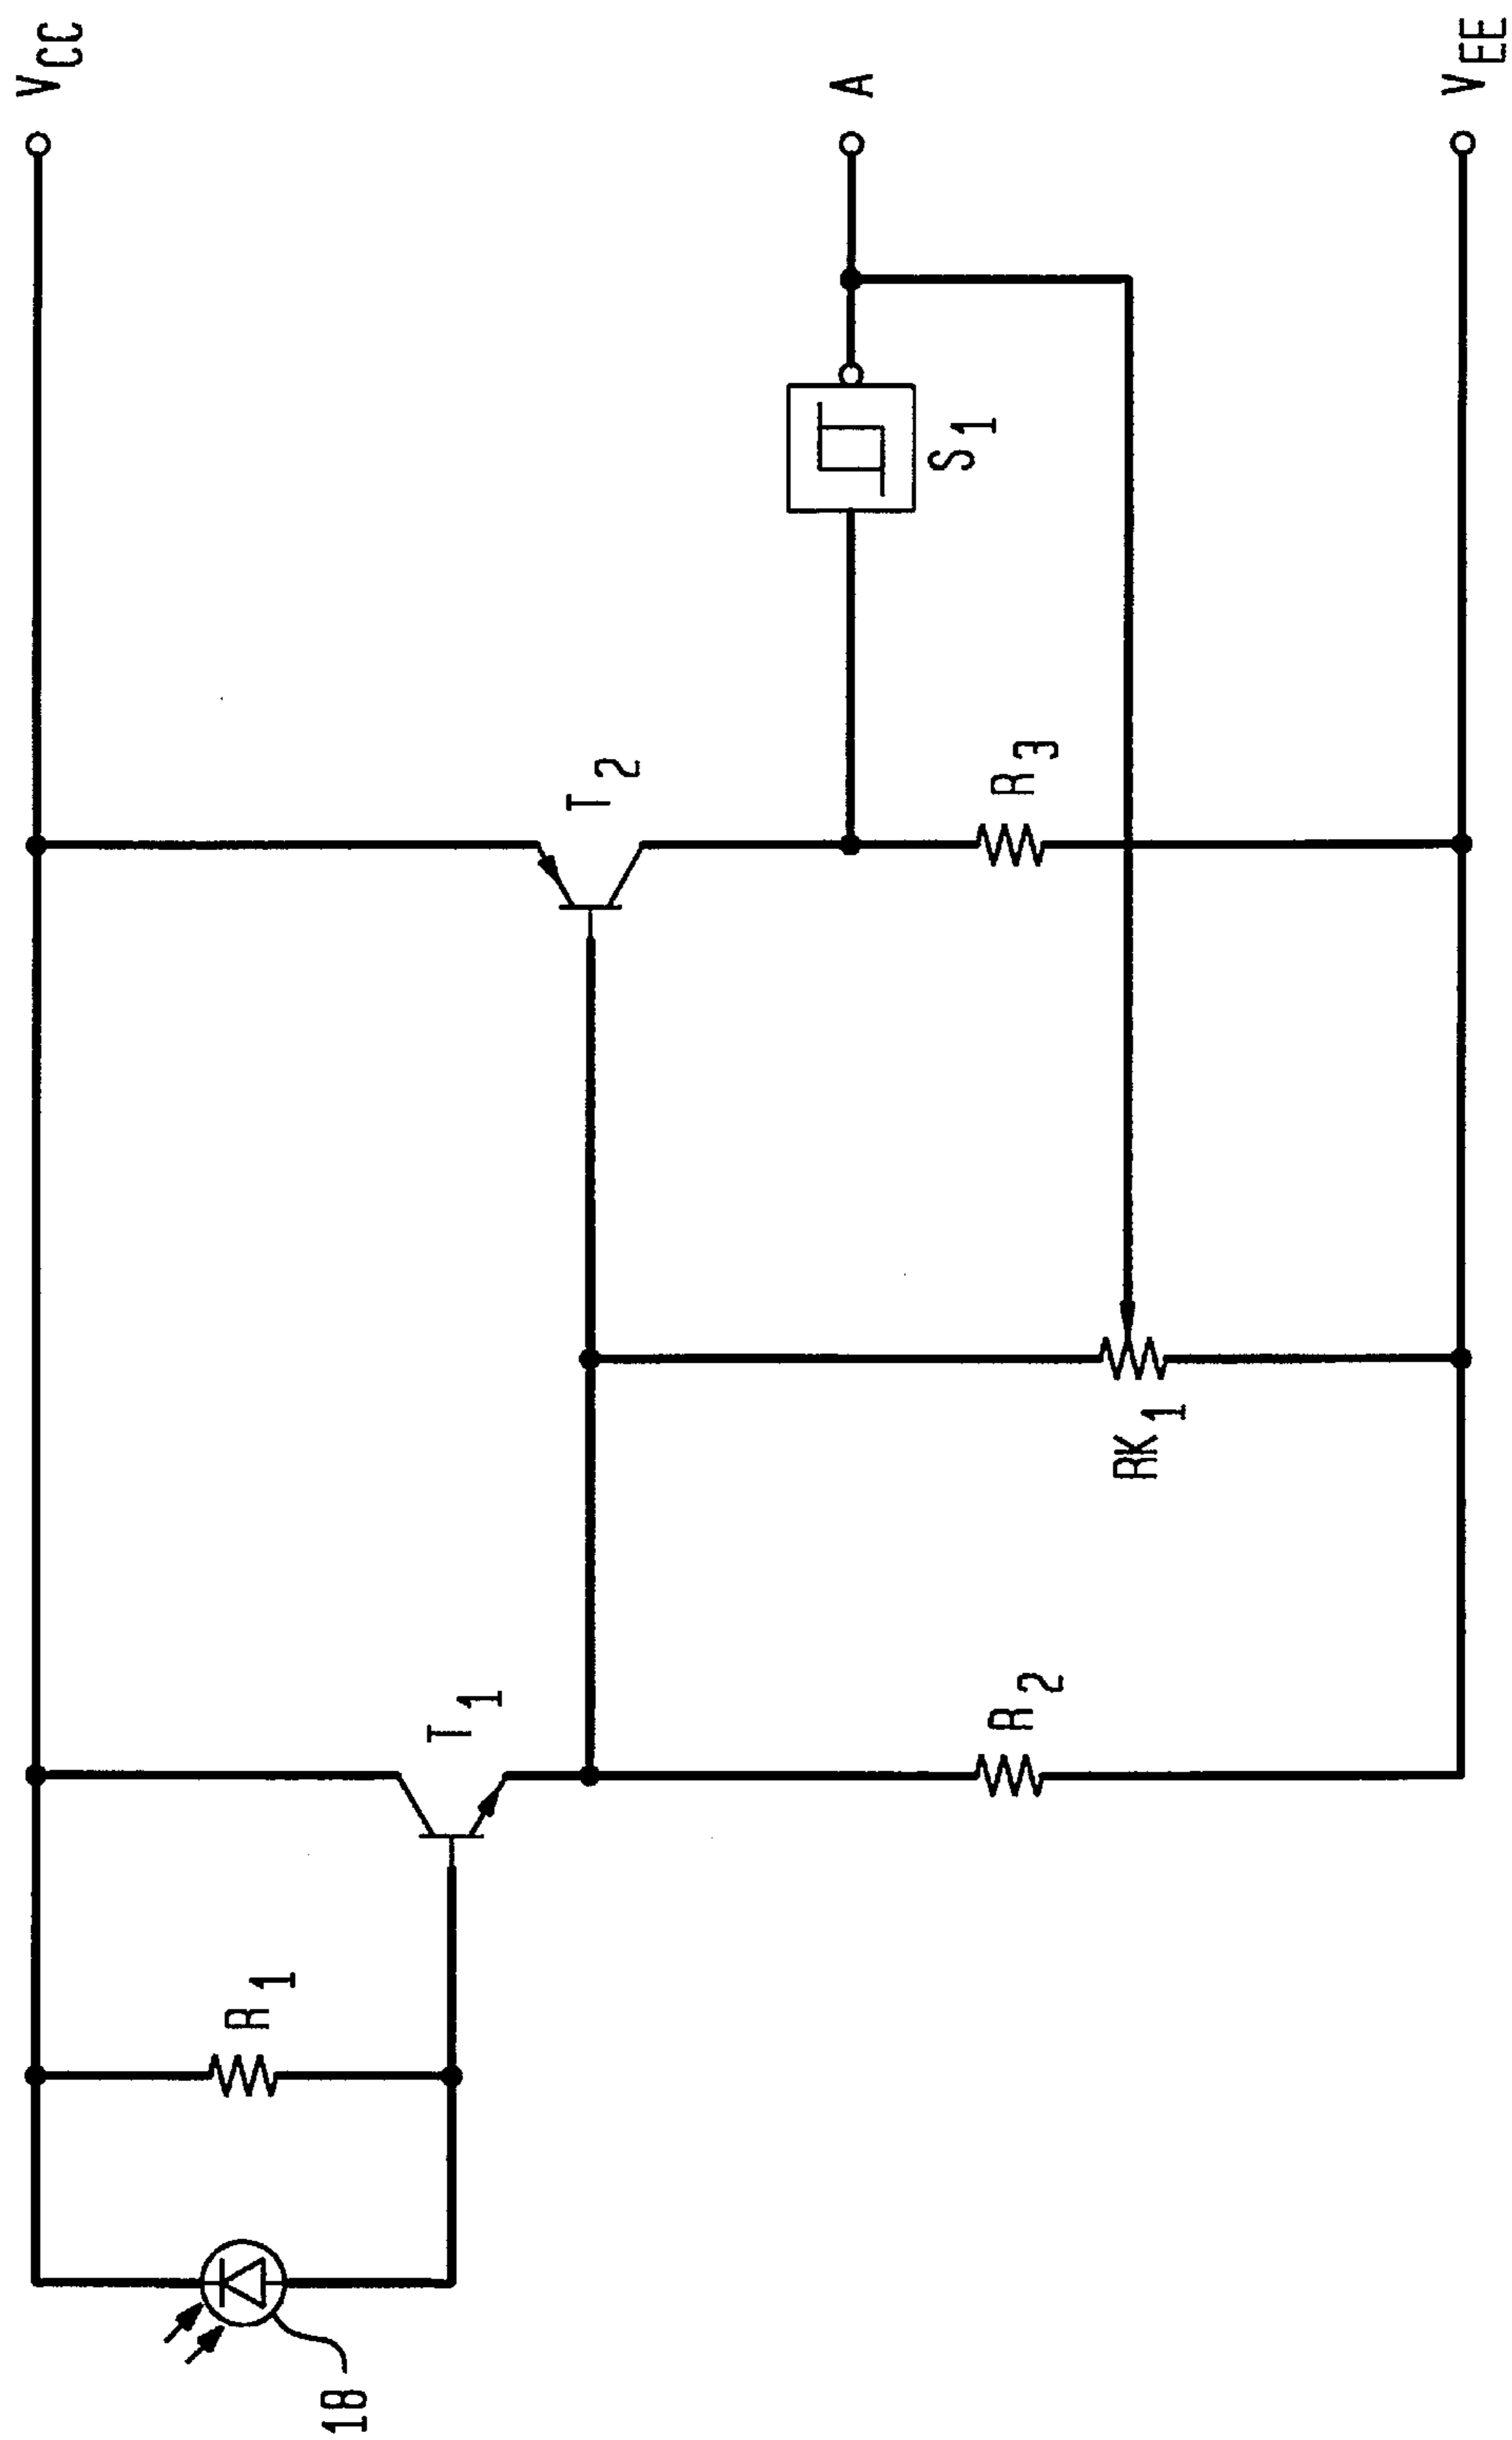 V_CC
A
V_EE
S_1
T_2
R_3
RK_1
T_1
R_2
R_1
18